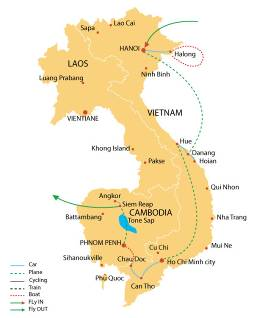 Lao Cai
Sapa
HANOI
Halong
LAOS
Ninh Binh
Luang Prabang
VIENTIANE
VIETNAM
Hue
Khong Island
Danang
Hoian
Pakse
Qui Nhon
Angkor
Siem Reap
CAMBODIA
Battambang
Tone Sap
Nha Trang
PHNOM PENH
Cu Chi
Mui Ne
Sihanoukville
Chau Doc
Ho Chi Minh city
Phu Quoc
Can Tho
Car
Plane
Cycling
Train
Boat
FLy IN
Fly OUT